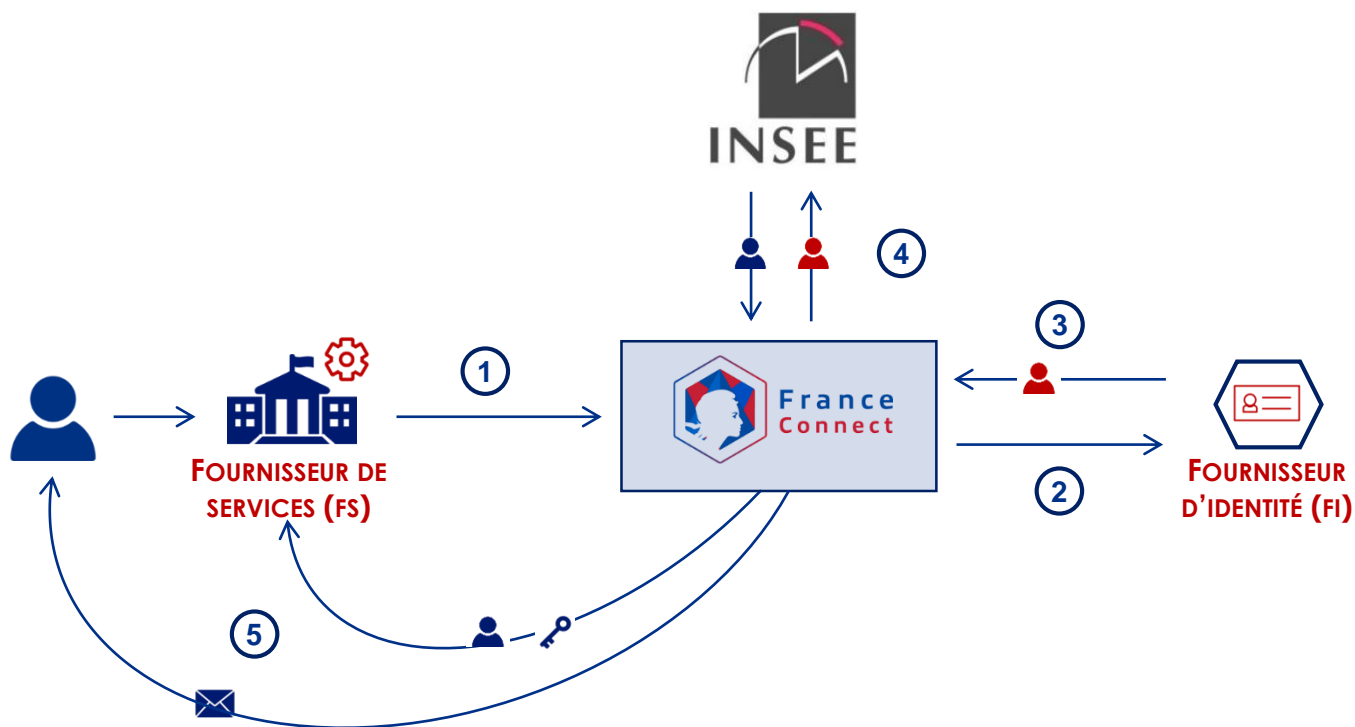 INSEE
4
3
1
France
Connect
FOURNISSEUR DE
SERVICES (FS)
2
FOURNISSEUR
D'IDENTITÉ (FI)
5